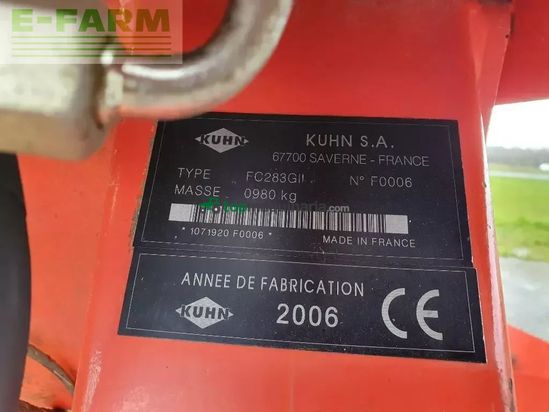 E-FARM
KUHN
KUHN S.A.
67700 SAVERNE - FRANCE
TYPE FC283GII N° F0006
MASSE 0980 kg
*1071920 F0006*
MADE IN FRANCE
ANNEE DE FABRICATION
KUHN
2006
CE